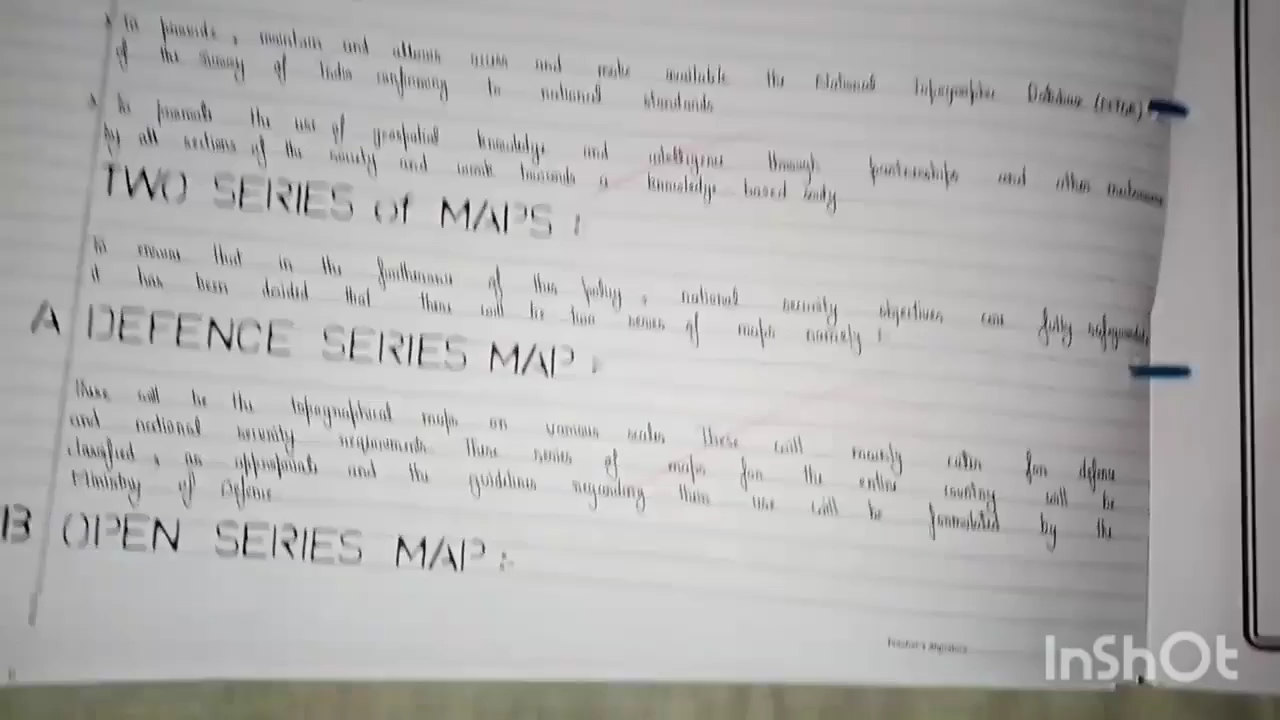 to provide, maintain and allow access and make available the National Topographic Database (NTDB)
of the Survey of India conforming to national standards
to promote the use of geospatial knowledge and intelligence through partnerships and other
by all sections of the society and work towards a knowledge based
TWO SERIES of MAPS :
To ensure that in the furtherance of this policy, national security objectives are fully
it has been decided that there will be two series of maps namely :
A DEFENCE SERIES MAP :
These will be the topographical maps on various scales These will mainly cater for defence
and national security requirements These series of maps for the entire country will be
classified, as appropriate and the guidelines regarding their use will be formulated by the
Ministry of Defence
B OPEN SERIES MAP :-
Teacher's Signature
InShOt